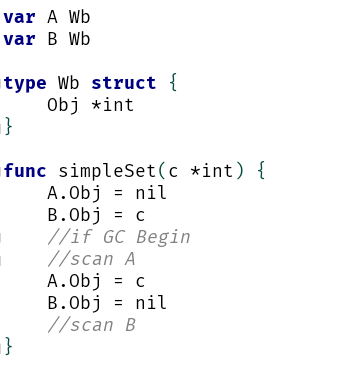 var A Wb
var B Wb
type Wb struct {
Obj *int
}
func simpleSet(c *int) {
A.Obj = nil
B.Obj = c
//if GC Begin
//scan A
A.Obj = c
B.Obj = nil
//scan B
}